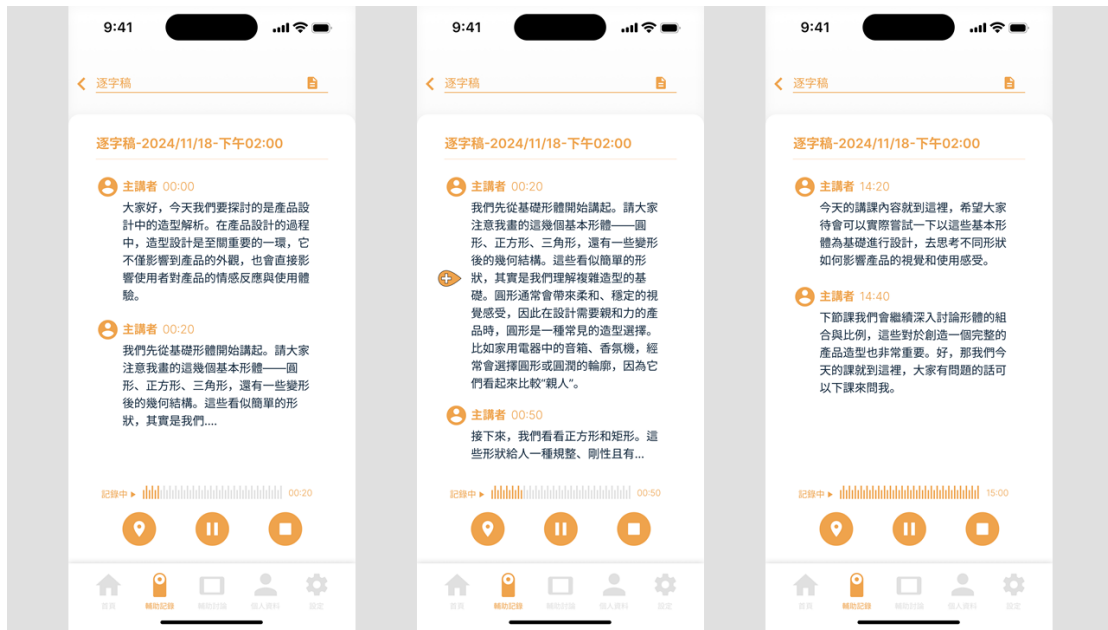 9:41
逐字稿
逐字稿-2024/11/18-下午02:00
主講者 00:00
大家好，今天我們要探討的是產品設
計中的造型解析。在產品設計的過程
中，造型設計是至關重要的一環，它
不僅影響到產品的外觀，也會直接影
響使用者對產品的情感反應與使用體
驗。
主講者 00:20
我們先從基礎形體開始講起。請大家
注意我畫的這幾個基本形體——圓
形、正方形、三角形，還有一些變形
後的幾何結構。這些看似簡單的形
狀，其實是我們....
記錄中 00:20
首頁 輔助記錄 輔助討論 個人資料 設定
9:41
逐字稿
逐字稿-2024/11/18-下午02:00
主講者 00:20
我們先從基礎形體開始講起。請大家
注意我畫的這幾個基本形體——圓
形、正方形、三角形，還有一些變形
後的幾何結構。這些看似簡單的形
狀，其實是我們理解複雜造型的基
礎。圓形通常會帶來柔和、穩定的視
覺感受，因此在設計需要親和力的產
品時，圓形是一種常見的造型選擇。
比如家用電器中的音箱、香氛機，經
常會選擇圓形或圓潤的輪廓，因為它
們看起來比較“親人”。
主講者 00:50
接下來，我們看看正方形和矩形。這
些形狀給人一種規整、剛性且有...
記錄中 00:50
首頁 輔助記錄 輔助討論 個人資料 設定
9:41
逐字稿
逐字稿-2024/11/18-下午02:00
主講者 14:20
今天的講課內容就到這裡，希望大家
待會可以實際嘗試一下以這些基本形
體為基礎進行設計，去思考不同形狀
如何影響產品的視覺和使用感受。
主講者 14:40
下節課我們會繼續深入討論形體的組
合與比例，這些對於創造一個完整的
產品造型也非常重要。好，那我們今
天的課就到這裡，大家有問題的話可
以下課來問我。
記錄中 15:00
首頁 輔助記錄 輔助討論 個人資料 設定